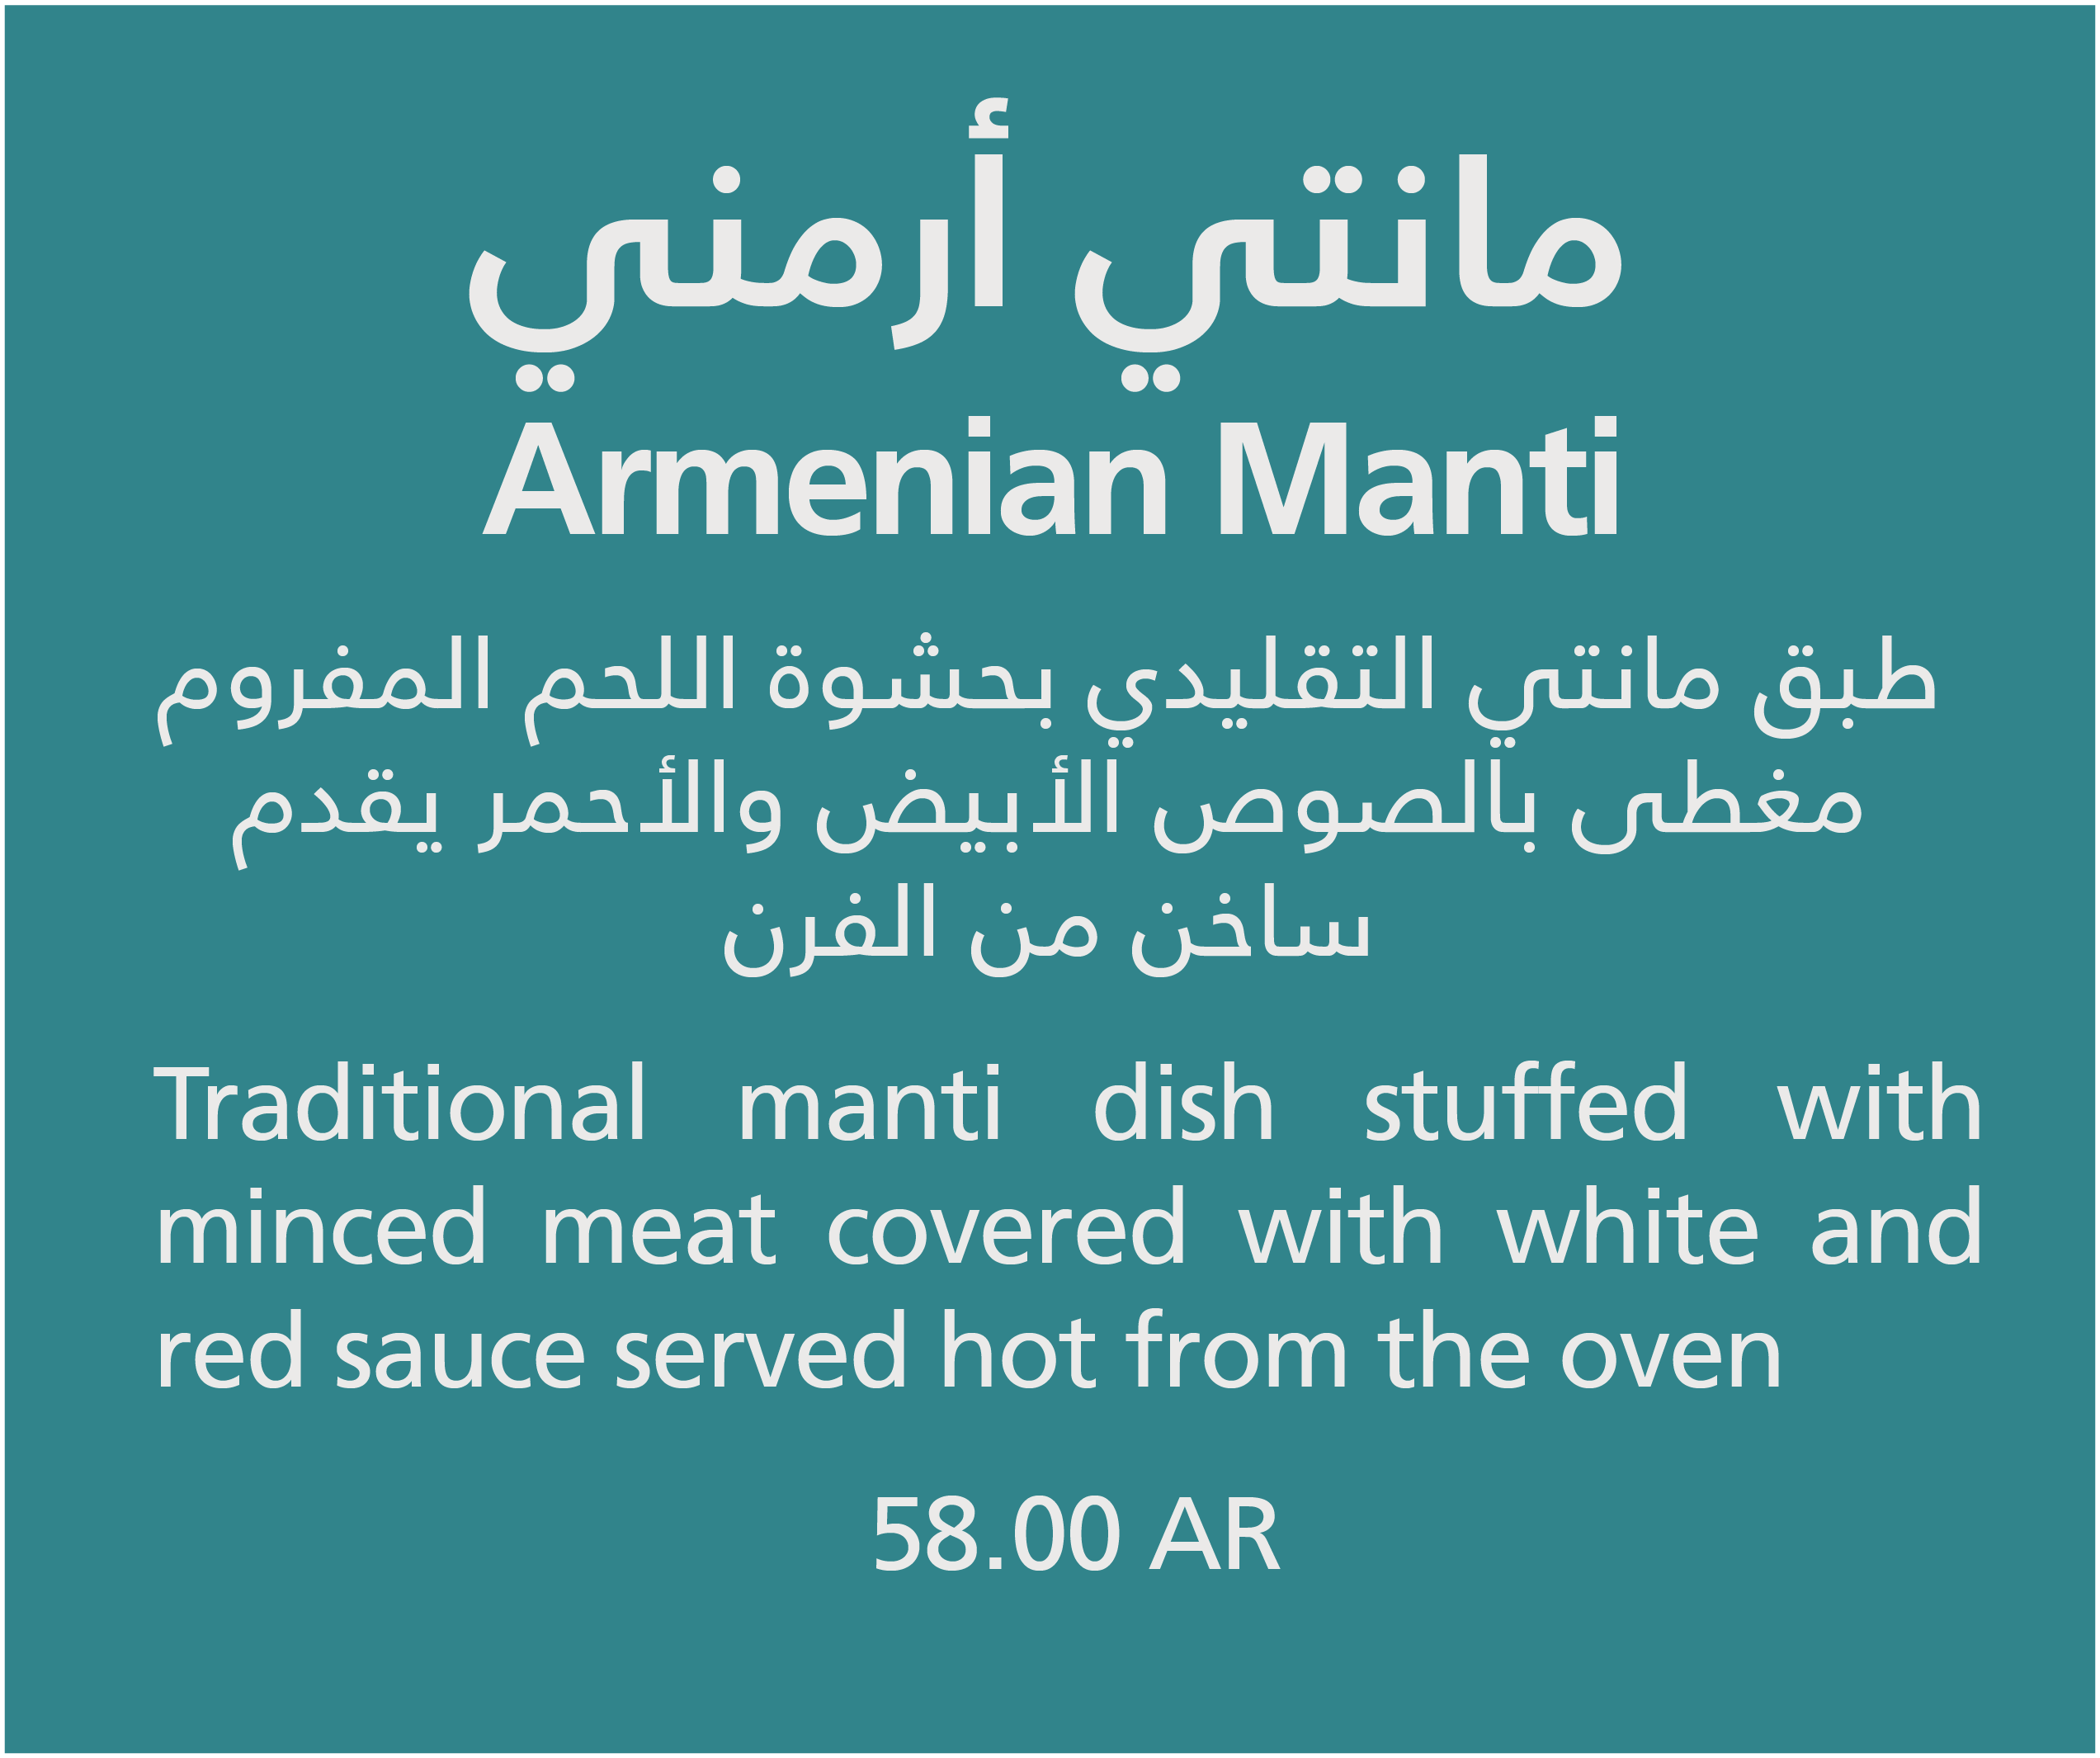 مانتي أرمني
Armenian Manti
طبق مانتي التقليدي بحشوة اللحم المفروم
مغطى بالصوص الأبيض والأحمر يقدم
ساخن من الفرن
Traditional manti dish stuffed with
minced meat covered with white and
red sauce served hot from the oven
58.00 AR